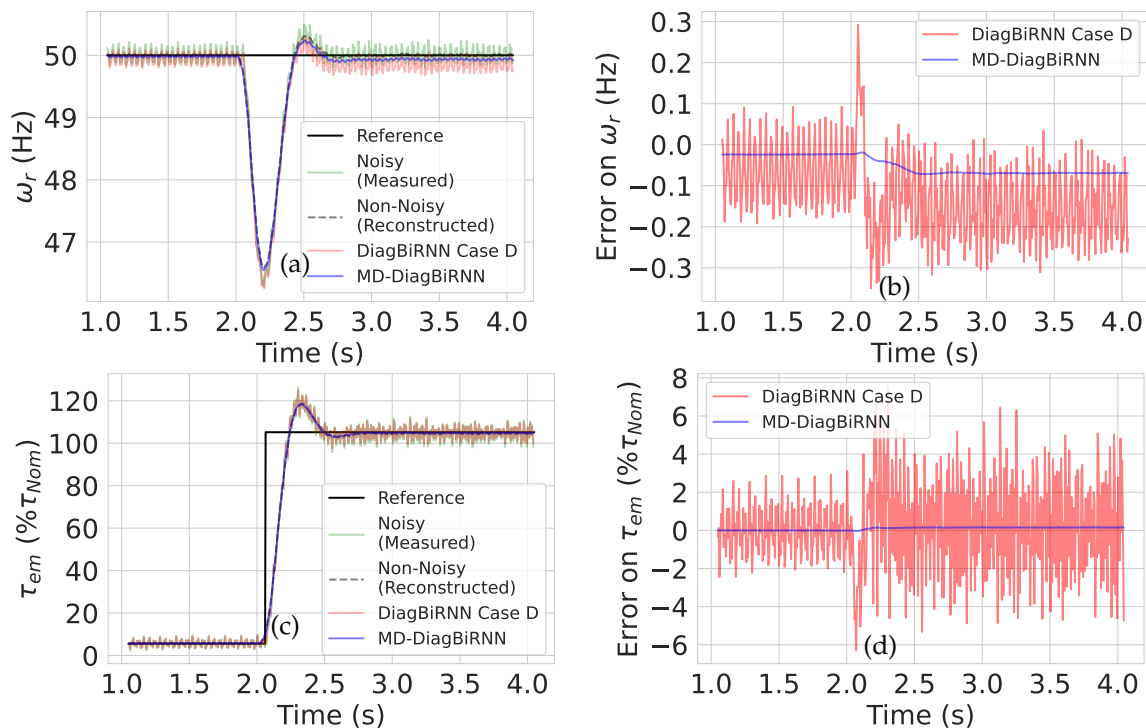 50
49
48
47
ω_r (Hz)
Reference
Noisy
(Measured)
Non-Noisy
(Reconstructed)
DiagBiRNN Case D
MD-DiagBiRNN
(a)
1.0 1.5 2.0 2.5 3.0 3.5 4.0
Time (s)
0.3
0.2
0.1
0.0
−0.1
−0.2
−0.3
Error on ω_r (Hz)
DiagBiRNN Case D
MD-DiagBiRNN
(b)
1.0 1.5 2.0 2.5 3.0 3.5 4.0
Time (s)
120
100
80
60
40
20
0
τ_em (%τ_Nom)
Reference
Noisy
(Measured)
Non-Noisy
(Reconstructed)
DiagBiRNN Case D
MD-DiagBiRNN
(c)
1.0 1.5 2.0 2.5 3.0 3.5 4.0
Time (s)
8
6
4
2
0
−2
−4
−6
Error on τ_em (%τ_Nom)
DiagBiRNN Case D
MD-DiagBiRNN
(d)
1.0 1.5 2.0 2.5 3.0 3.5 4.0
Time (s)